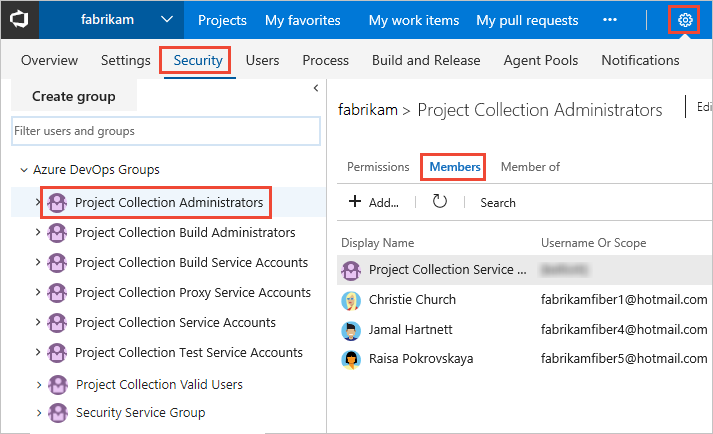 fabrikam Projects My favorites My work items My pull requests •••
Overview Settings Security Users Process Build and Release Agent Pools Notifications
Create group
Filter users and groups
Azure DevOps Groups
Project Collection Administrators
Project Collection Build Administrators
Project Collection Build Service Accounts
Project Collection Proxy Service Accounts
Project Collection Service Accounts
Project Collection Test Service Accounts
Project Collection Valid Users
Security Service Group
fabrikam > Project Collection Administrators Edi
Permissions Members Member of
+ Add... Search
Display Name Username Or Scope
Project Collection Service ...
Christie Church fabrikamfiber1@hotmail.com
Jamal Hartnett fabrikamfiber4@hotmail.com
Raisa Pokrovskaya fabrikamfiber5@hotmail.com